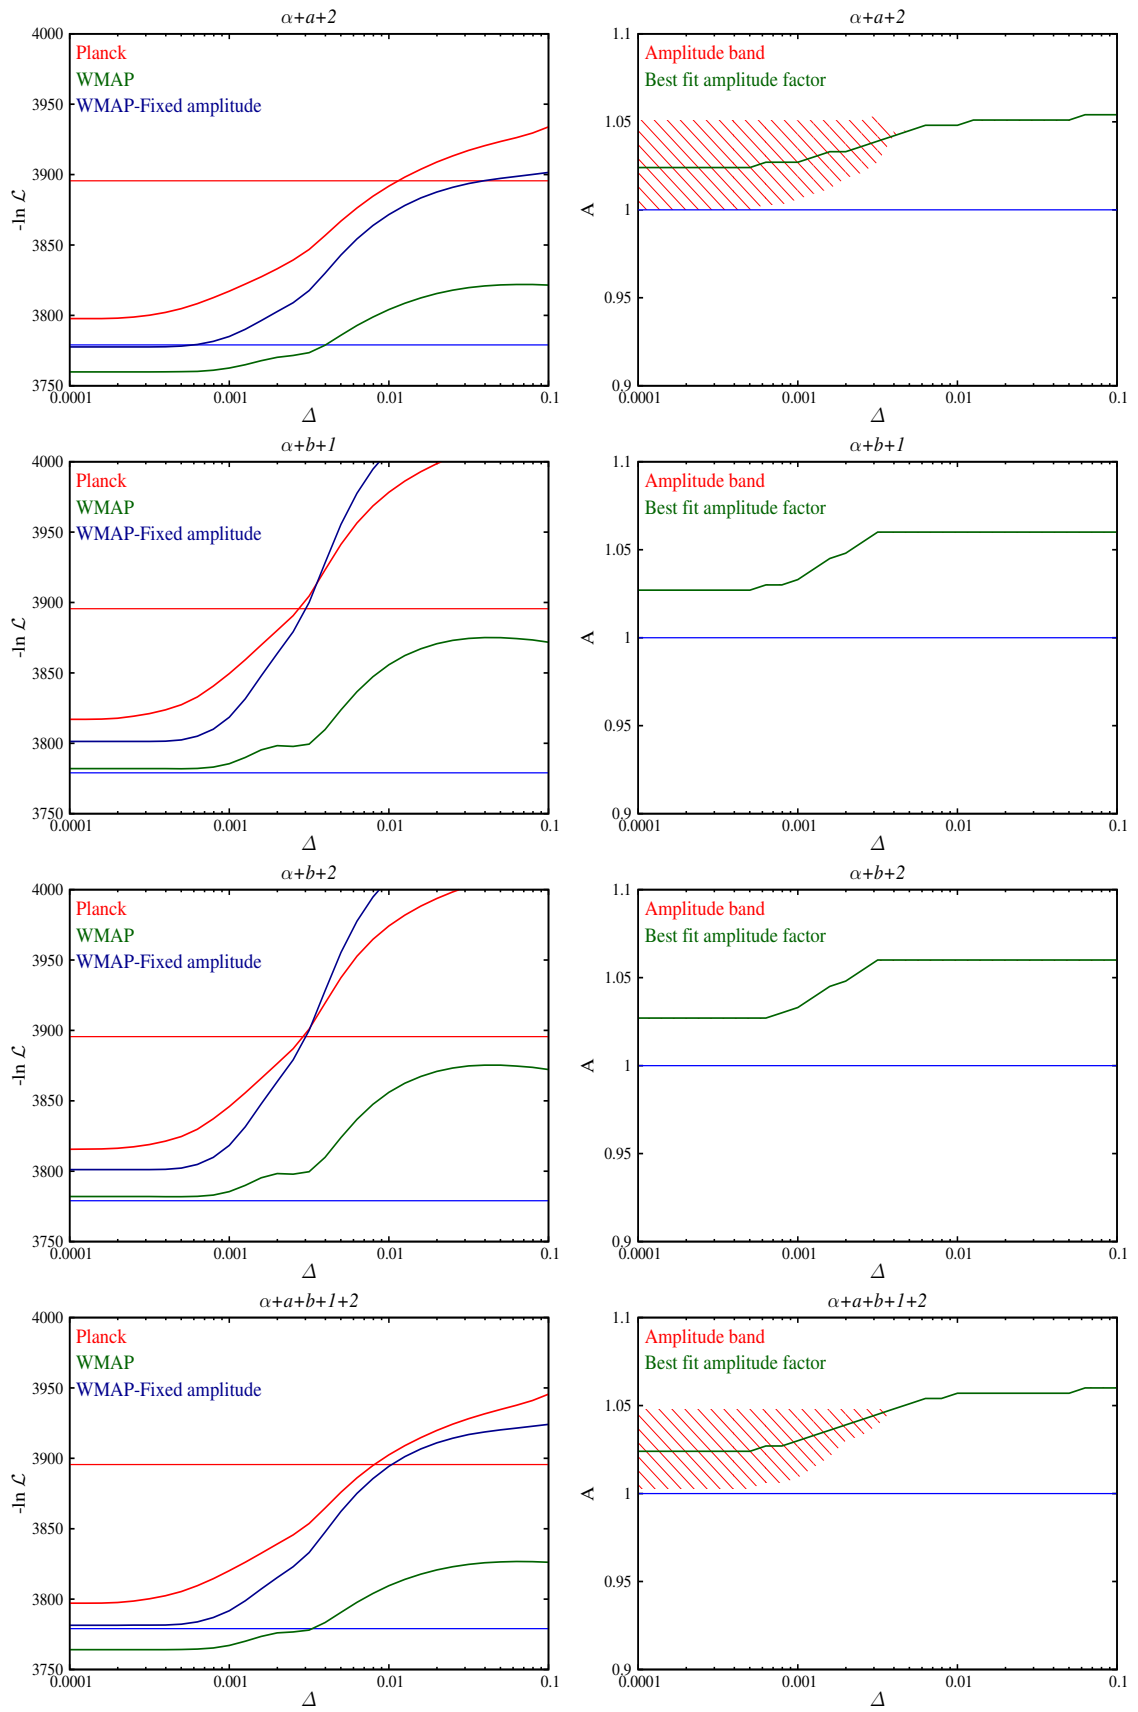 α+a+2
4000
Planck
WMAP
3950
WMAP-Fixed amplitude
3900
-ln ℒ
3850
3800
3750
0.0001 0.001 0.01 0.1
Δ
α+a+2
1.1
Amplitude band
Best fit amplitude factor
1.05
A
1
0.95
0.9
0.0001 0.001 0.01 0.1
Δ
α+b+1
4000
Planck
WMAP
3950
WMAP-Fixed amplitude
3900
-ln ℒ
3850
3800
3750
0.0001 0.001 0.01 0.1
Δ
α+b+1
1.1
Amplitude band
Best fit amplitude factor
1.05
A
1
0.95
0.9
0.0001 0.001 0.01 0.1
Δ
α+b+2
4000
Planck
WMAP
3950
WMAP-Fixed amplitude
3900
-ln ℒ
3850
3800
3750
0.0001 0.001 0.01 0.1
Δ
α+b+2
1.1
Amplitude band
Best fit amplitude factor
1.05
A
1
0.95
0.9
0.0001 0.001 0.01 0.1
Δ
α+a+b+1+2
4000
Planck
WMAP
3950
WMAP-Fixed amplitude
3900
-ln ℒ
3850
3800
3750
0.0001 0.001 0.01 0.1
Δ
α+a+b+1+2
1.1
Amplitude band
Best fit amplitude factor
1.05
A
1
0.95
0.9
0.0001 0.001 0.01 0.1
Δ